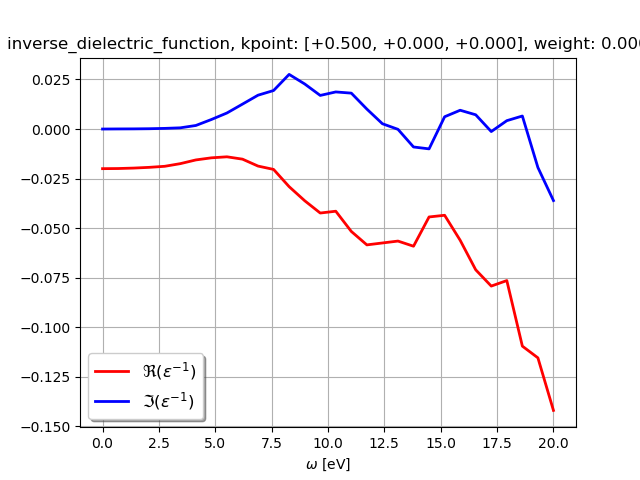 inverse_dielectric_function, kpoint: [+0.500, +0.000, +0.000], weight: 0.000
0.025
0.000
−0.025
−0.050
−0.075
−0.100
−0.125
−0.150
ℜ(ε⁻¹)
ℑ(ε⁻¹)
0.0 2.5 5.0 7.5 10.0 12.5 15.0 17.5 20.0
ω [eV]